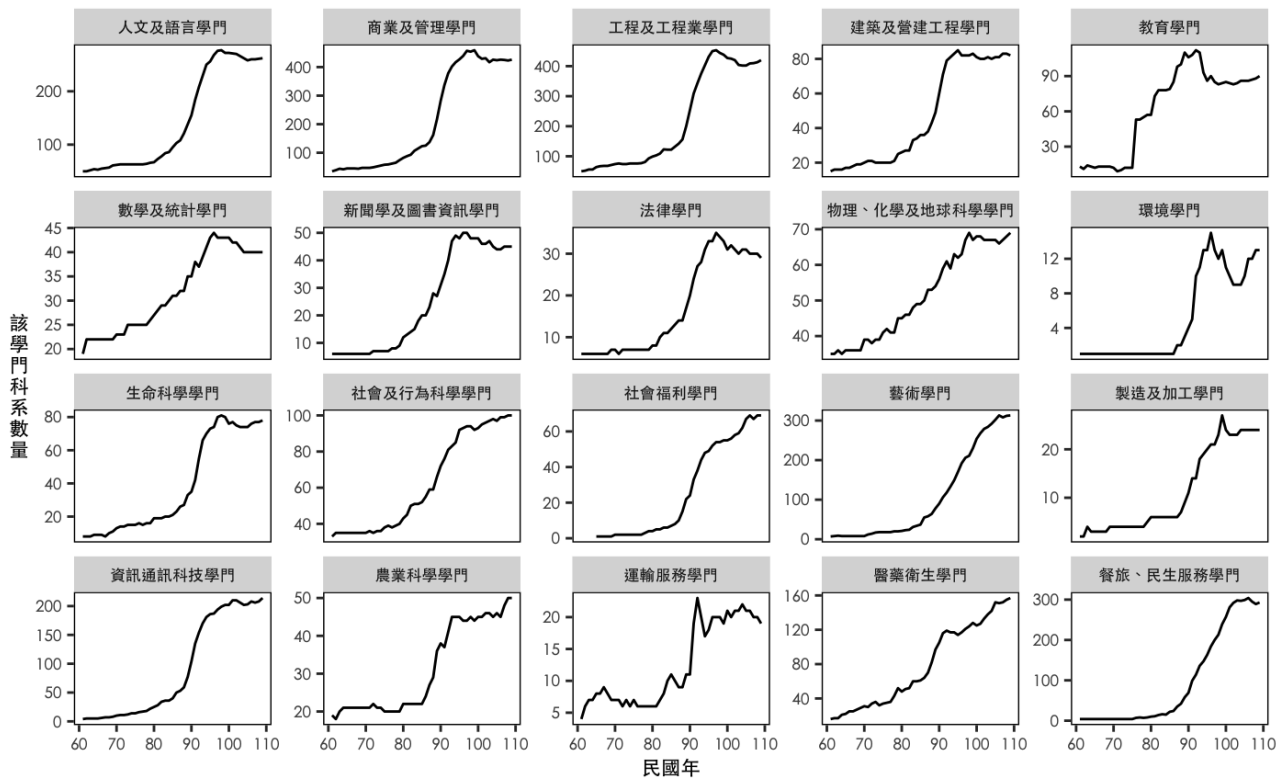 人文及語言學門
商業及管理學門
工程及工程業學門
建築及營建工程學門
教育學門
200
100
400
300
200
100
400
300
200
100
80
60
40
20
90
60
30
數學及統計學門
新聞學及圖書資訊學門
法律學門
物理、化學及地球科學學門
環境學門
45
40
35
30
25
20
50
40
30
20
10
30
20
10
70
60
50
40
12
8
4
該學門科系數量
生命科學學門
社會及行為科學學門
社會福利學門
藝術學門
製造及加工學門
80
60
40
20
100
80
60
40
60
40
20
0
300
200
100
0
20
10
資訊通訊科技學門
農業科學學門
運輸服務學門
醫藥衛生學門
餐旅、民生服務學門
200
150
100
50
0
50
40
30
20
20
15
10
5
160
120
80
40
300
200
100
0
60 70 80 90 100 110
60 70 80 90 100 110
60 70 80 90 100 110
60 70 80 90 100 110
60 70 80 90 100 110
民國年